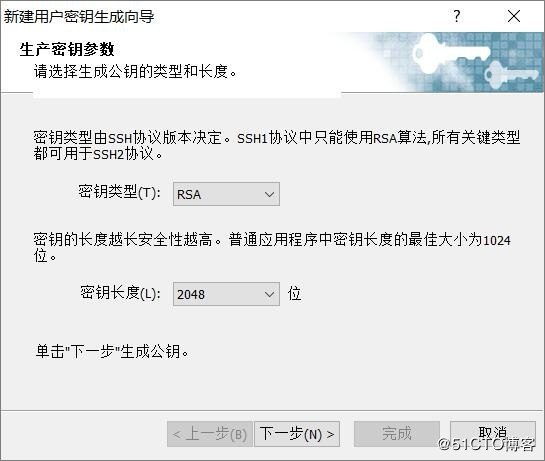 新建用户密钥生成向导
生产密钥参数
请选择生成公钥的类型和长度。
密钥类型由SSH协议版本决定。SSH1协议中只能使用RSA算法,所有关键类型
都可用于SSH2协议。
密钥类型(T): RSA
密钥的长度越长安全性越高。普通应用程序中密钥长度的最佳大小为1024
位。
密钥长度(L): 2048 位
单击"下一步"生成公钥。
< 上一步(B) 下一步(N) > 完成 取消
@51CTO博客